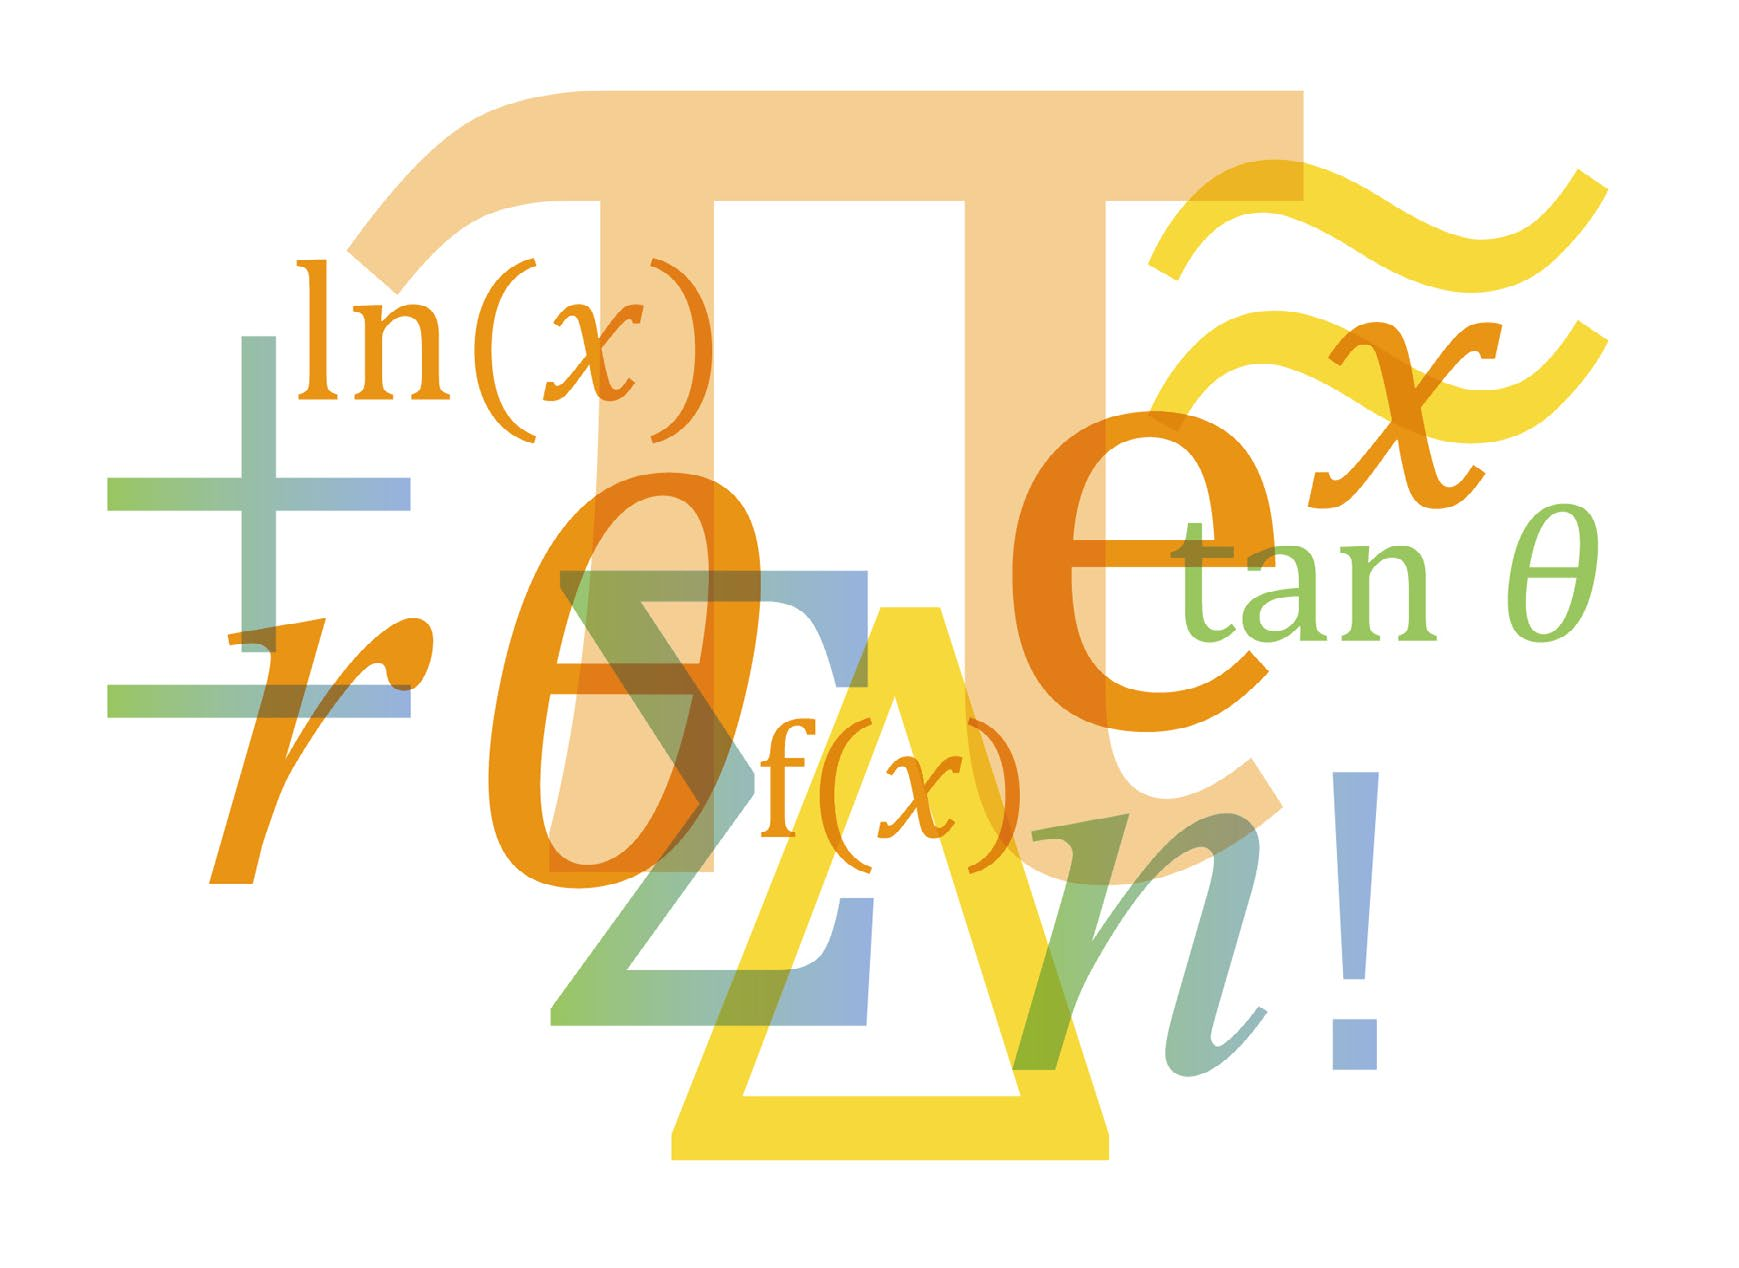 π
≈
ln(x)
e^x
±
tan θ
rθ
Σ
Δ
f(x)
n!